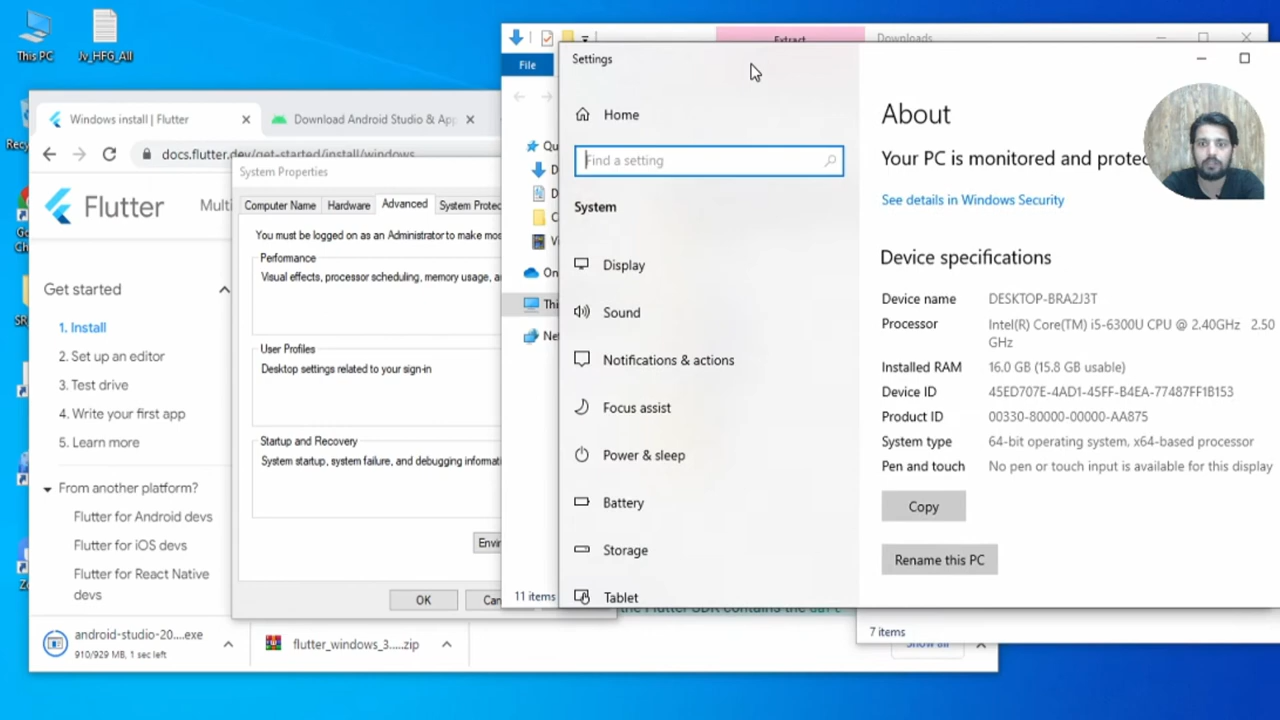 This PC
Jv_HFG_All
Extract
Downloads
File
Settings
Home
Find a setting
System
Display
Sound
Notifications & actions
Focus assist
Power & sleep
Battery
Storage
Tablet
About
Your PC is monitored and protec
See details in Windows Security
Device specifications
Device name DESKTOP-BRA2J3T
Processor Intel(R) Core(TM) i5-6300U CPU @ 2.40GHz 2.50
GHz
Installed RAM 16.0 GB (15.8 GB usable)
Device ID 45ED707E-4AD1-45FF-B4EA-77487FF1B153
Product ID 00330-80000-00000-AA875
System type 64-bit operating system, x64-based processor
Pen and touch No pen or touch input is available for this display
Copy
Rename this PC
Windows install | Flutter
Download Android Studio & App
docs.flutter.dev/get-started/install/windows
Flutter
Multi
Get started
1. Install
2. Set up an editor
3. Test drive
4. Write your first app
5. Learn more
From another platform?
Flutter for Android devs
Flutter for iOS devs
Flutter for React Native
devs
System Properties
Computer Name Hardware Advanced System Protec
You must be logged on as an Administrator to make mos
Performance
Visual effects, processor scheduling, memory usage, a
User Profiles
Desktop settings related to your sign-in
Startup and Recovery
System startup, system failure, and debugging informati
Envir
OK
Can
Qu
D
D
C
V
On
Thi
Ne
11 items
7 items
the Flutter SDK contains the
android-studio-20....exe
910/929 MB, 1 sec left
flutter_windows_3.....zip
Show all